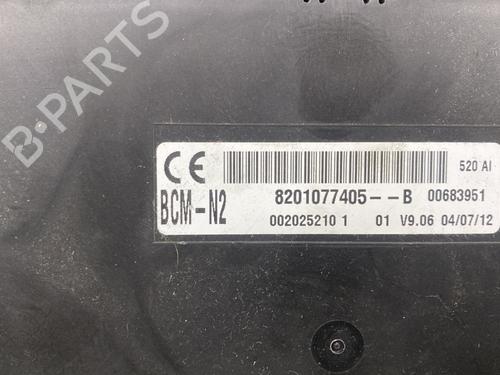 B-PARTS
CE
520 AI
BCM-N2 8201077405--B 00683951
002025210 1 01 V9.06 04/07/12